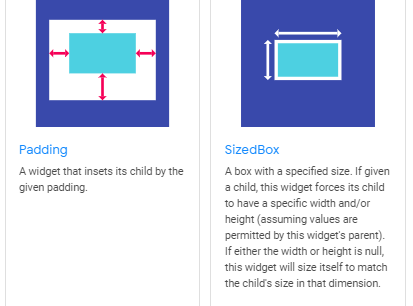 Padding
A widget that insets its child by the
given padding.
SizedBox
A box with a specified size. If given
a child, this widget forces its child
to have a specific width and/or
height (assuming values are
permitted by this widget's parent).
If either the width or height is null,
this widget will size itself to match
the child's size in that dimension.